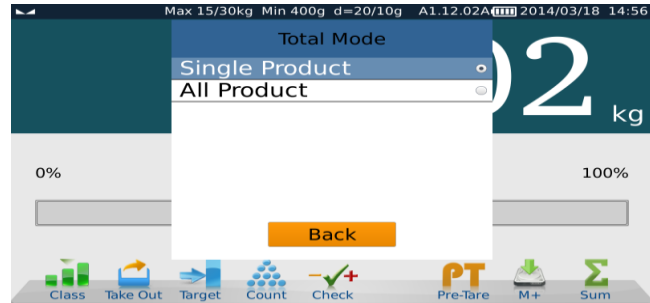 Max 15/30kg Min 400g d=20/10g A1.12.02A 2014/03/18 14:56
Total Mode
Single Product
All Product
02
kg
0%
100%
Back
PT
Class Take Out Target Count Check Pre-Tare M+ Sum